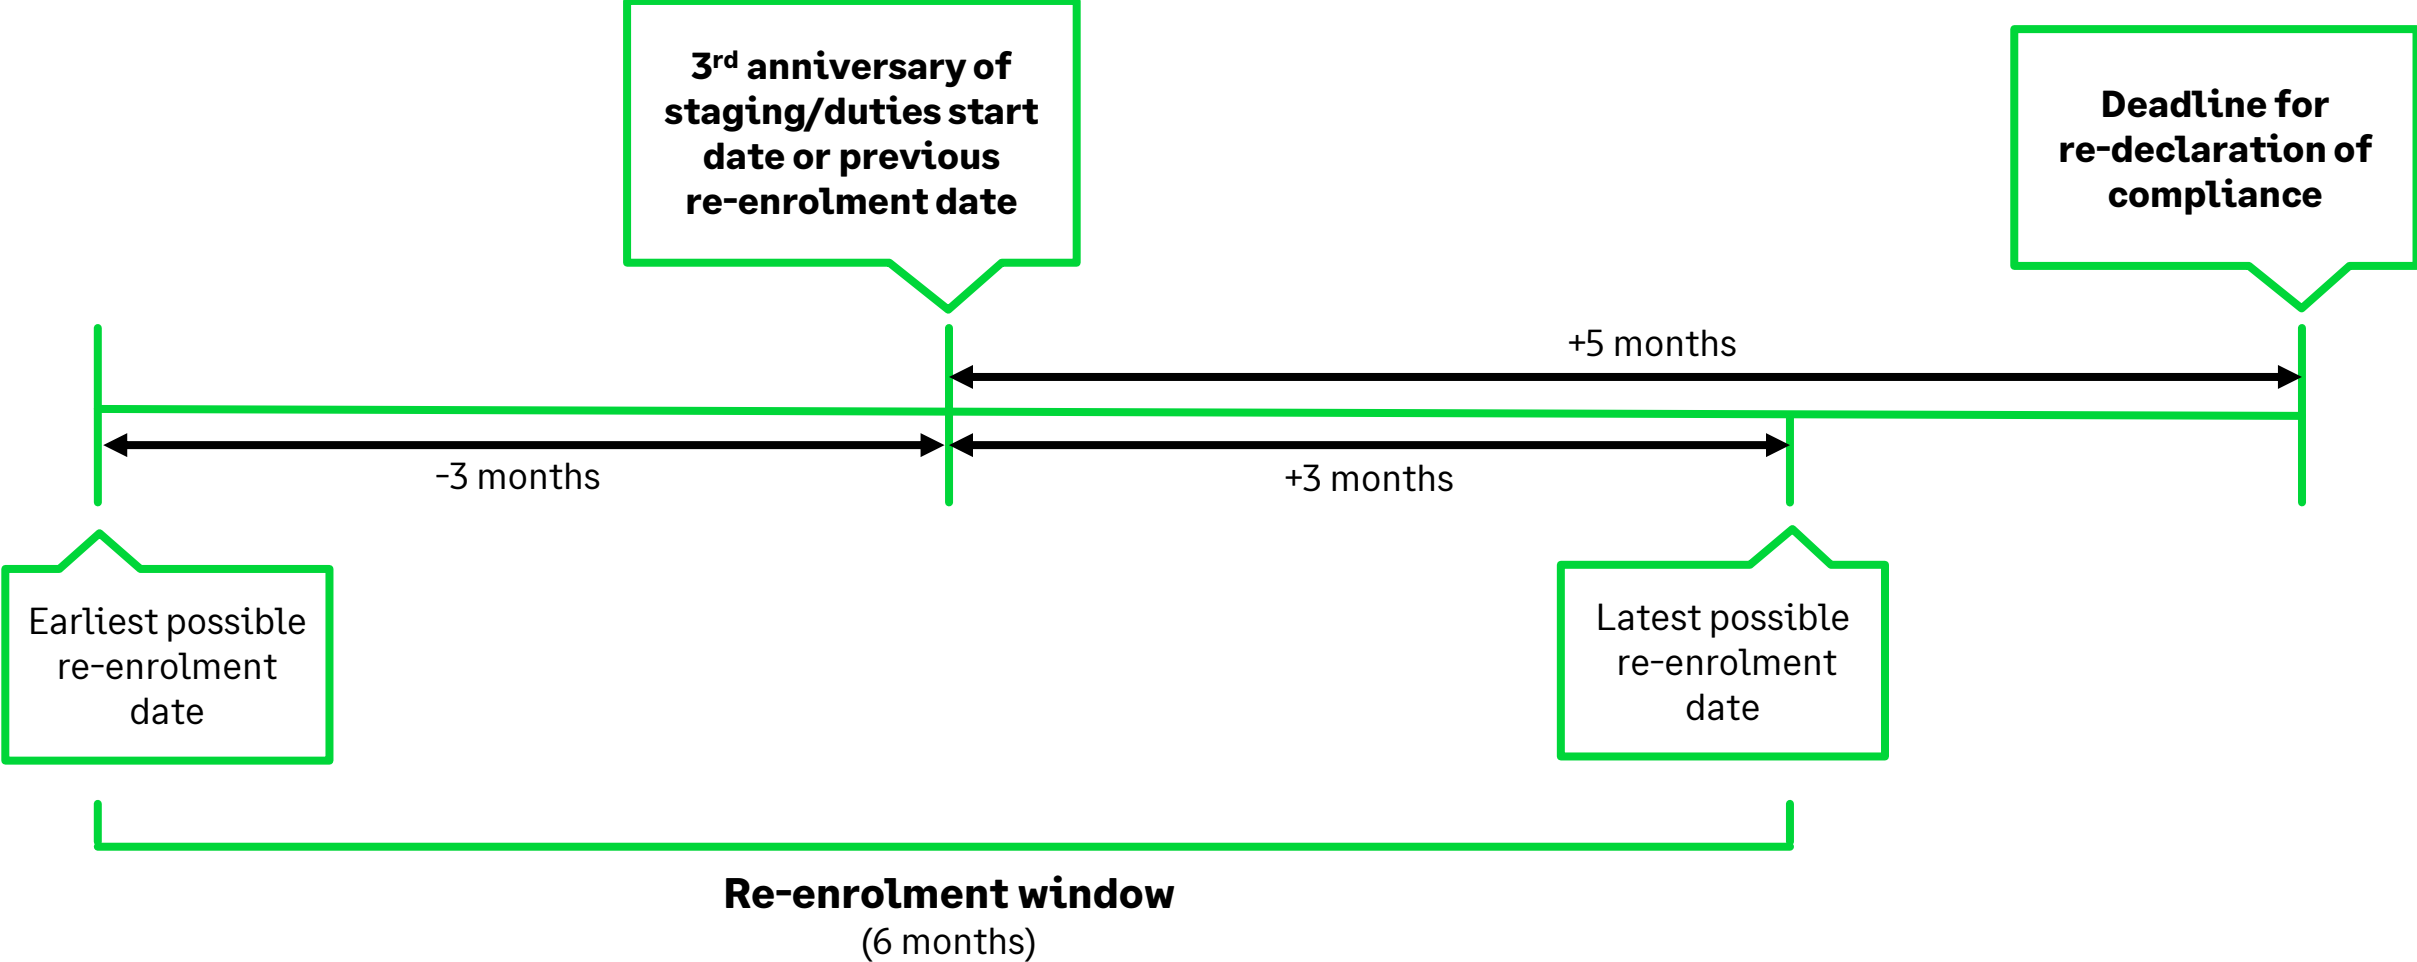 3rd anniversary of
staging/duties start
date or previous
re-enrolment date
Deadline for
re-declaration of
compliance
+5 months
-3 months
+3 months
Earliest possible
re-enrolment
date
Latest possible
re-enrolment
date
Re-enrolment window
(6 months)